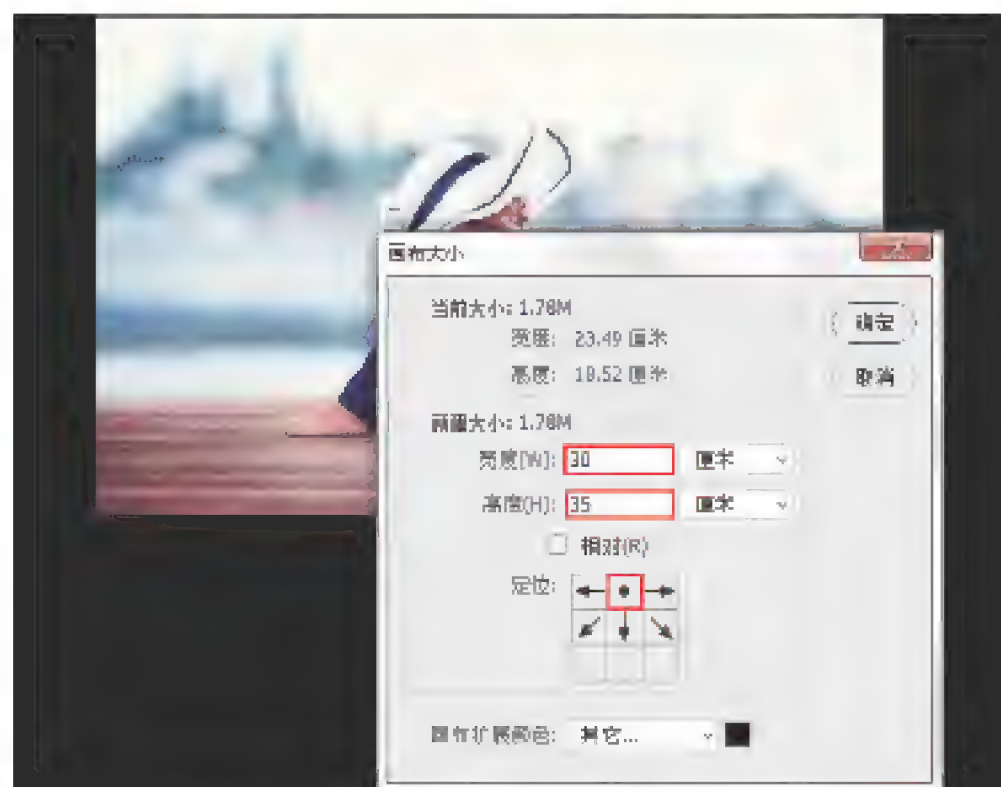 画布大小
当前大小: 1.78M
宽度: 23.49 厘米
高度: 18.52 厘米
新建大小: 1.78M
宽度(W): 30 厘米
高度(H): 35 厘米
相对(R)
定位:
画布扩展颜色: 其它...
确定
取消